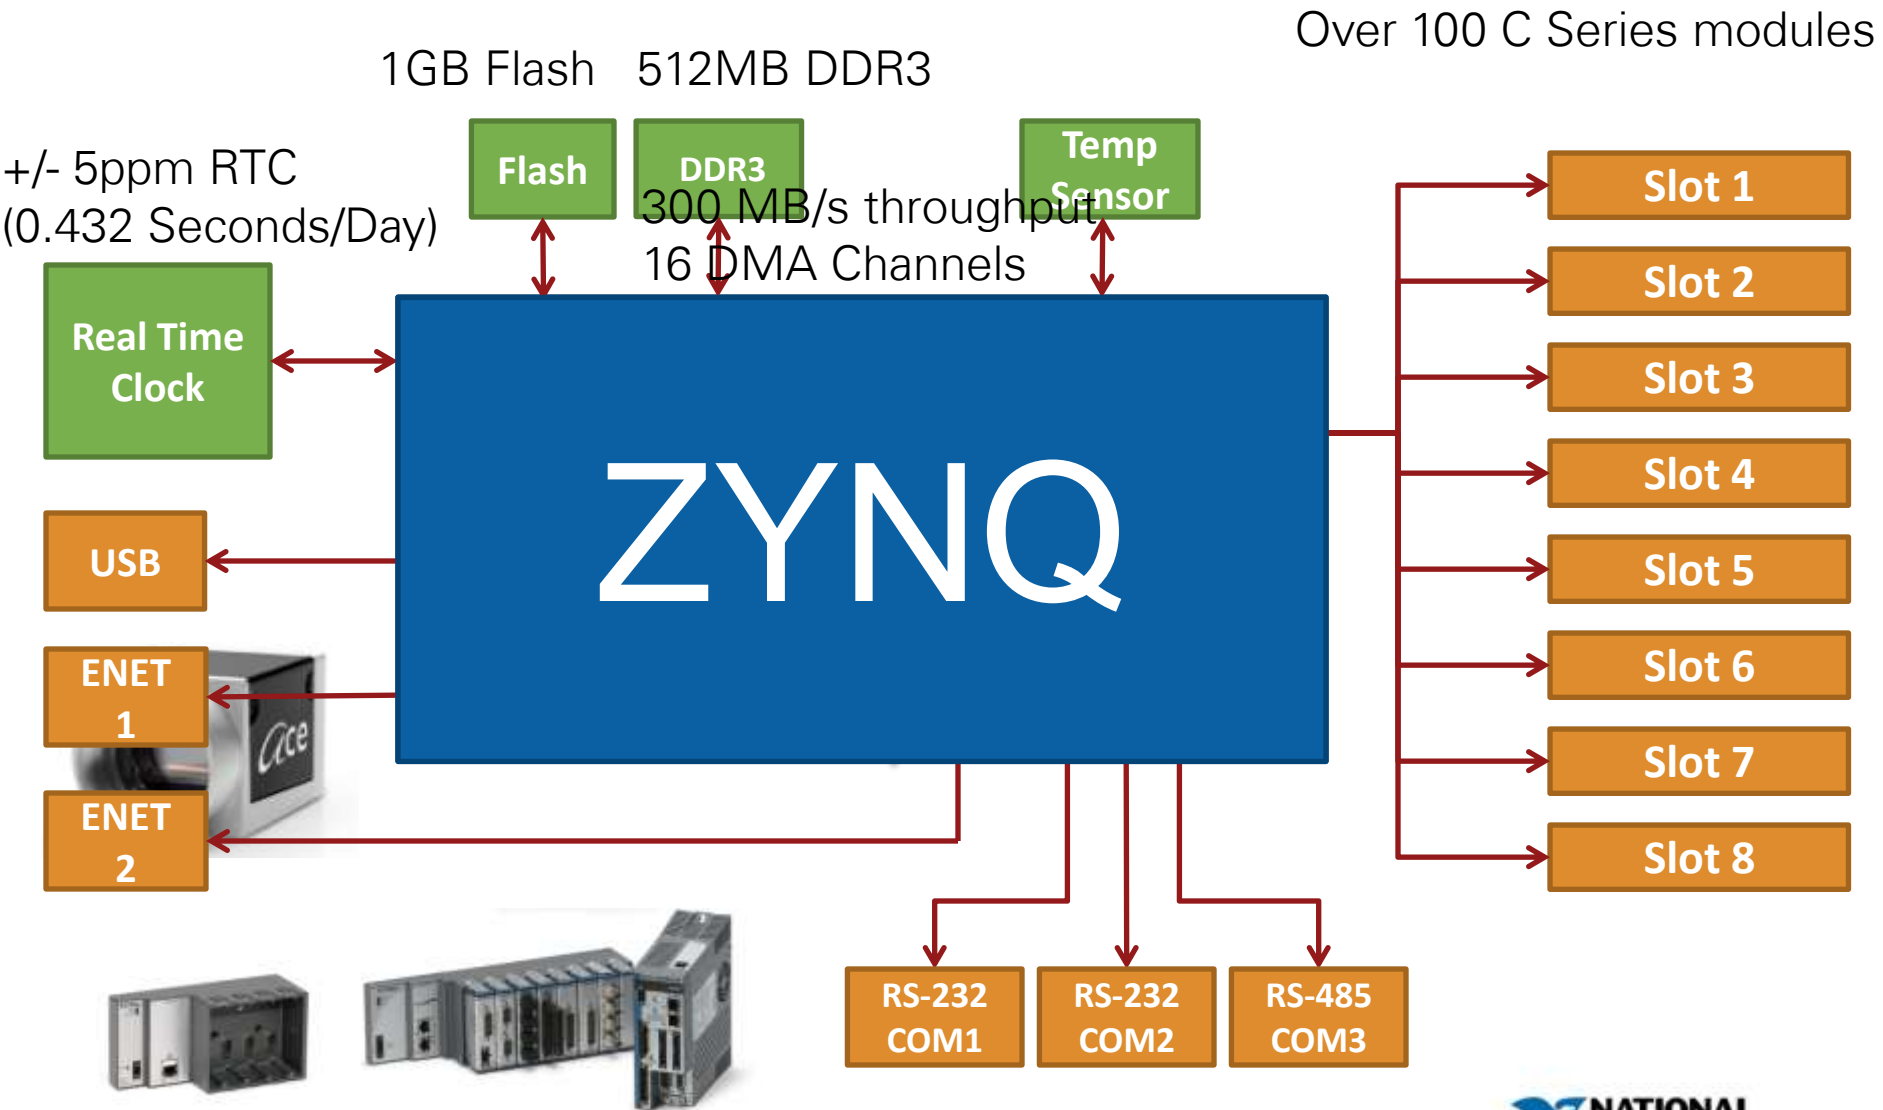 Over 100 C Series modules
1GB Flash
512MB DDR3
+/- 5ppm RTC
(0.432 Seconds/Day)
Flash
DDR3
Temp
Sensor
300 MB/s throughput
16 DMA Channels
Real Time
Clock
ZYNQ
USB
ENET
1
ace
ENET
2
Slot 1
Slot 2
Slot 3
Slot 4
Slot 5
Slot 6
Slot 7
Slot 8
RS-232
COM1
RS-232
COM2
RS-485
COM3
NATIONAL